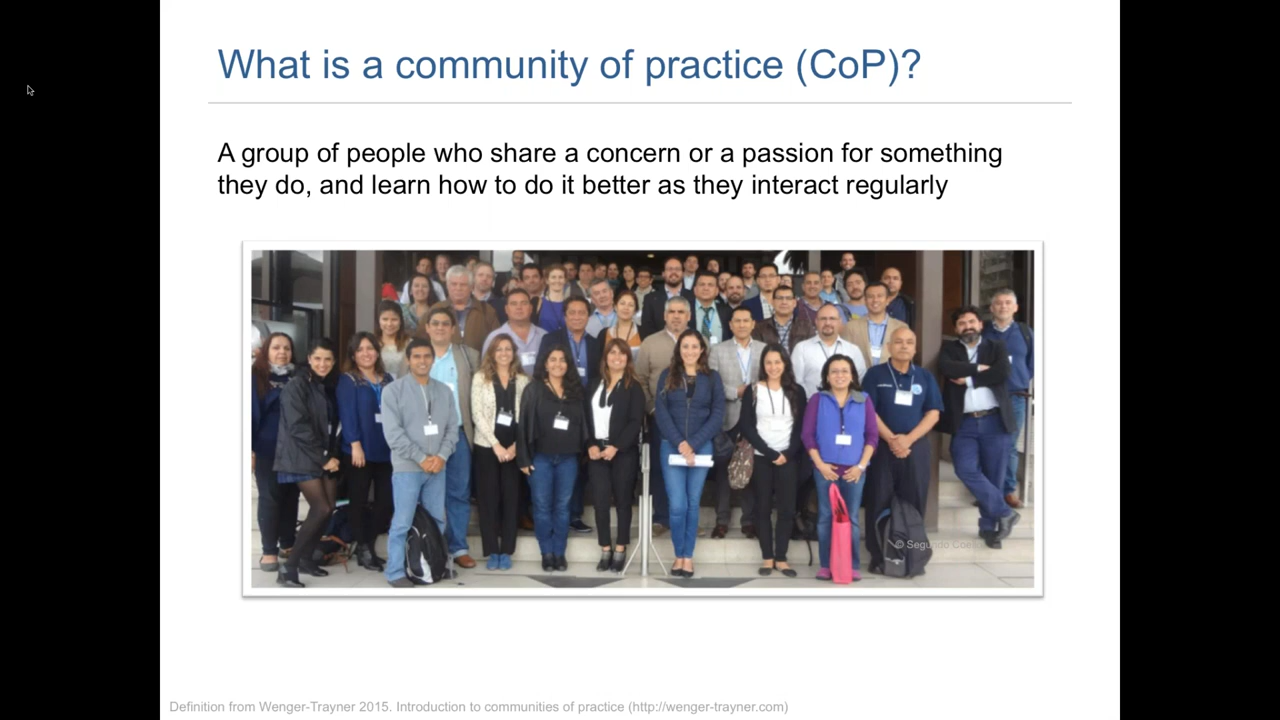 What is a community of practice (CoP)?
A group of people who share a concern or a passion for something
they do, and learn how to do it better as they interact regularly
©
Definition from Wenger-Trayner 2015. Introduction to communities of practice (http://wenger-trayner.com)